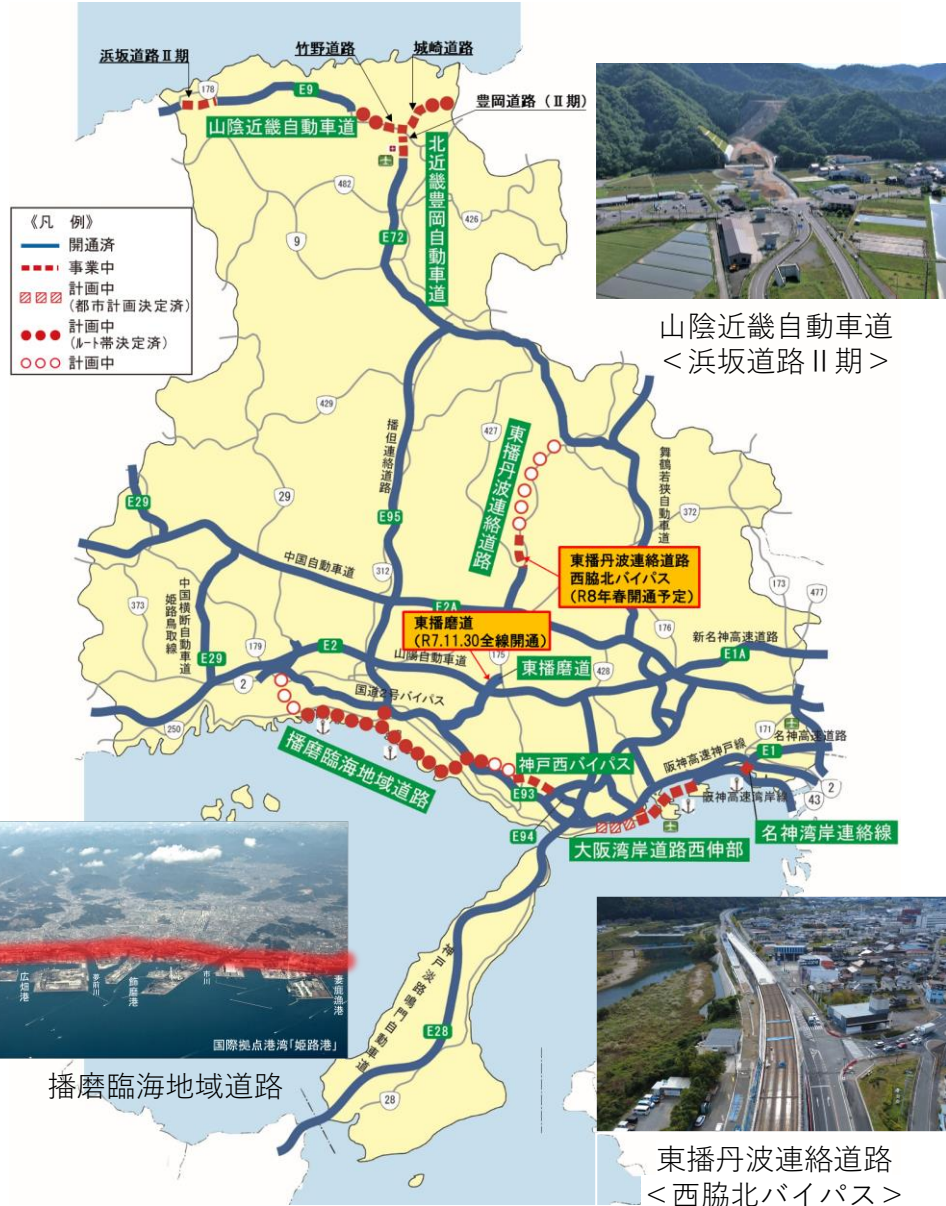 浜坂道路Ⅱ期
竹野道路
城崎道路
豊岡道路（Ⅱ期）
178
E9
山陰近畿自動車道
北近畿豊岡自動車道
482
426
9
E72
《凡　例》
開通済
事業中
計画中
(都市計画決定済)
計画中
(ルート帯決定済)
計画中
山陰近畿自動車道
＜浜坂道路Ⅱ期＞
429
427
播但連絡道路
東播丹波連絡道路
舞鶴若狭自動車道
E29
29
E95
372
中国自動車道
312
東播丹波連絡道路
西脇北バイパス
(R8年春開通予定)
173
477
373
中国横断自動車道
姫路鳥取線
E2A
東播磨道
(R7.11.30全線開通)
176
179
E29
E2
175
新名神高速道路
E1A
山陽自動車道
東播磨道
428
2
国道2号バイパス
250
171
名神高速道路
播磨臨海地域道路
神戸西バイパス
阪神高速神戸線
E1
E93
阪神高速湾岸線
2
43
E94
大阪湾岸道路西伸部
名神湾岸連絡線
広畑港
夢前川
飾磨港
市川
妻鹿漁港
国際拠点港湾「姫路港」
播磨臨海地域道路
神戸淡路鳴門自動車道
E28
28
東播丹波連絡道路
＜西脇北バイパス＞